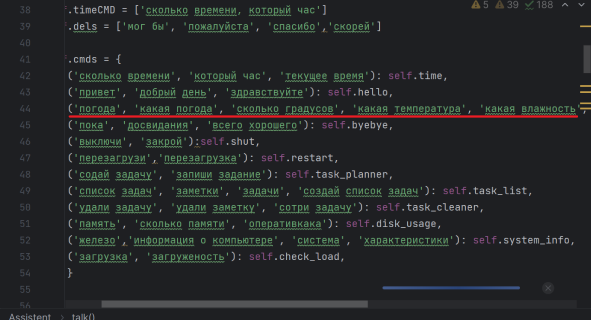 5 39 188
38 .timeCMD = ['сколько времени, который час']
39 .dels = ['мог бы', 'пожалуйста', 'спасибо','скорей']
40
41 .cmds = {
42 ('сколько времени', 'который час', 'текущее время'): self.time,
43 ('привет', 'добрый день', 'здравствуйте'): self.hello,
44 ('погода', 'какая погода', 'сколько градусов', 'какая температура', 'какая влажность',
45 ('пока', 'досвидания', 'всего хорошего'): self.byebye,
46 ('выключи', 'закрой'):self.shut,
47 ('перезагрузи','перезагрузка'): self.restart,
48 ('содай задачу', 'запиши задание'): self.task_planner,
49 ('список задач', 'заметки', 'задачи', 'создай список задач'): self.task_list,
50 ('удали задачу', 'удали заметку', 'сотри задачу'): self.task_cleaner,
51 ('память', 'сколько памяти', 'оперативкака'): self.disk_usage,
52 ('железо','информация о компьютере', 'система', 'характеристики'): self.system_info,
53 ('загрузка', 'загруженость'): self.check_load,
54 }
55
56
Assistent > talk()